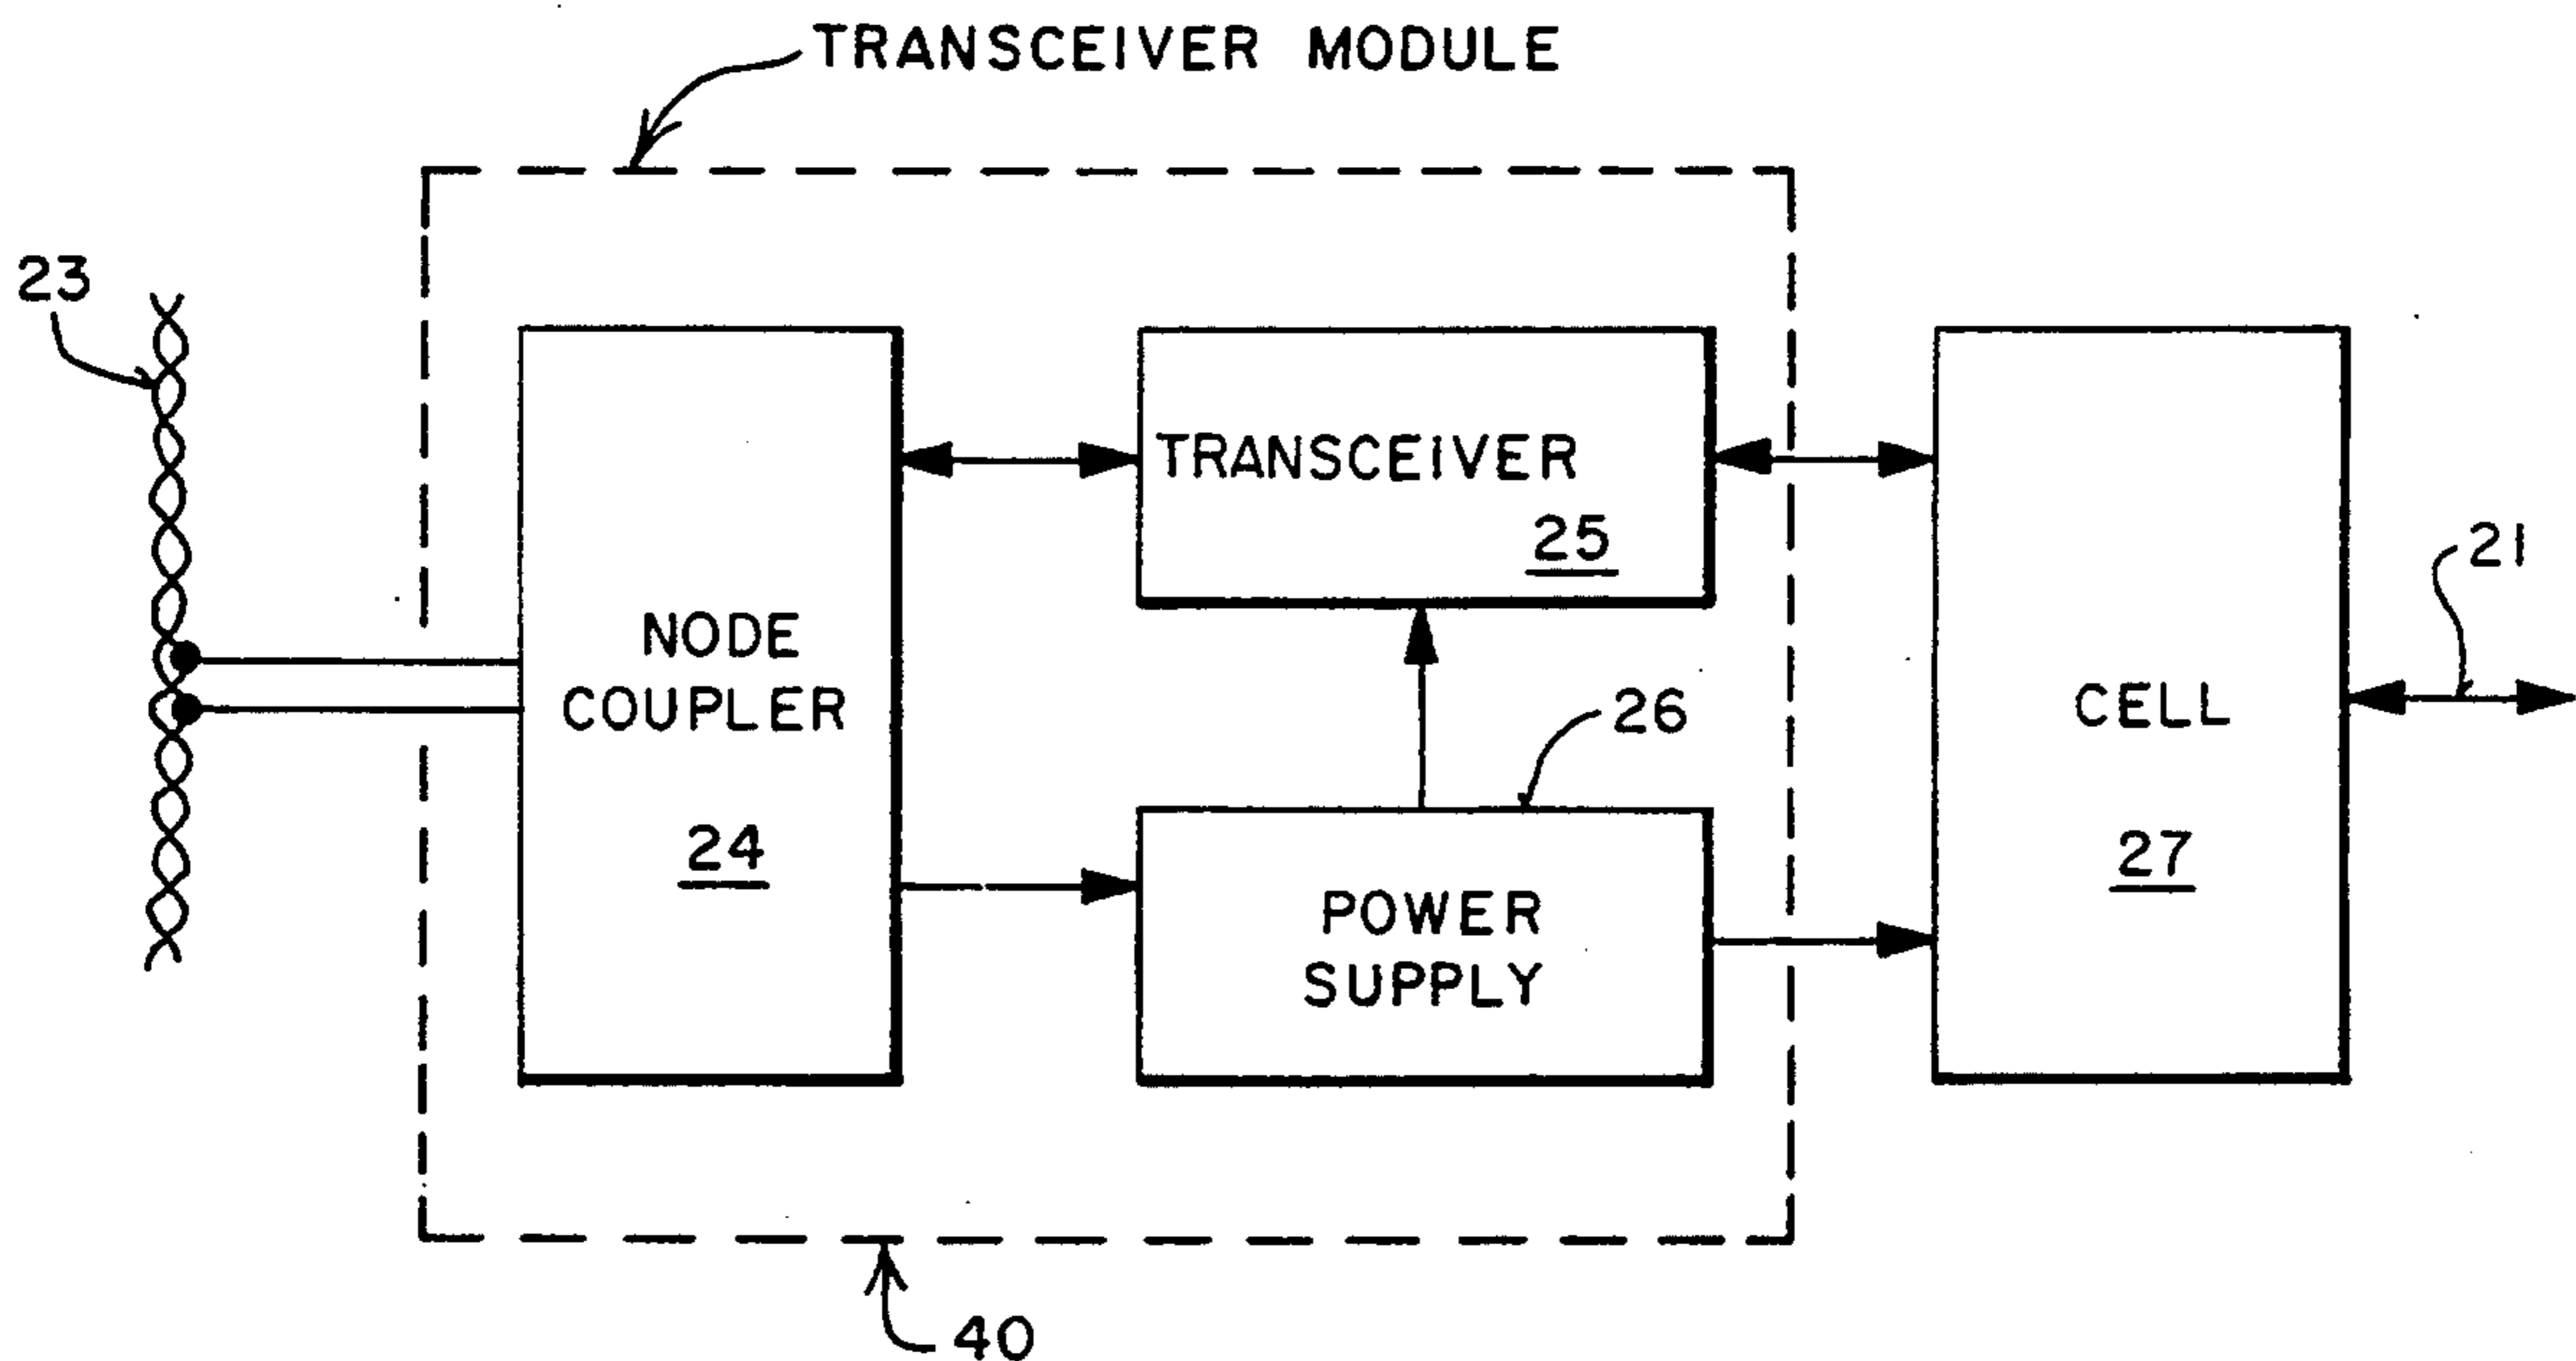 TRANSCEIVER MODULE
23
TRANSCEIVER
25
21
NODE
COUPLER
24
26
CELL
27
POWER
SUPPLY
40